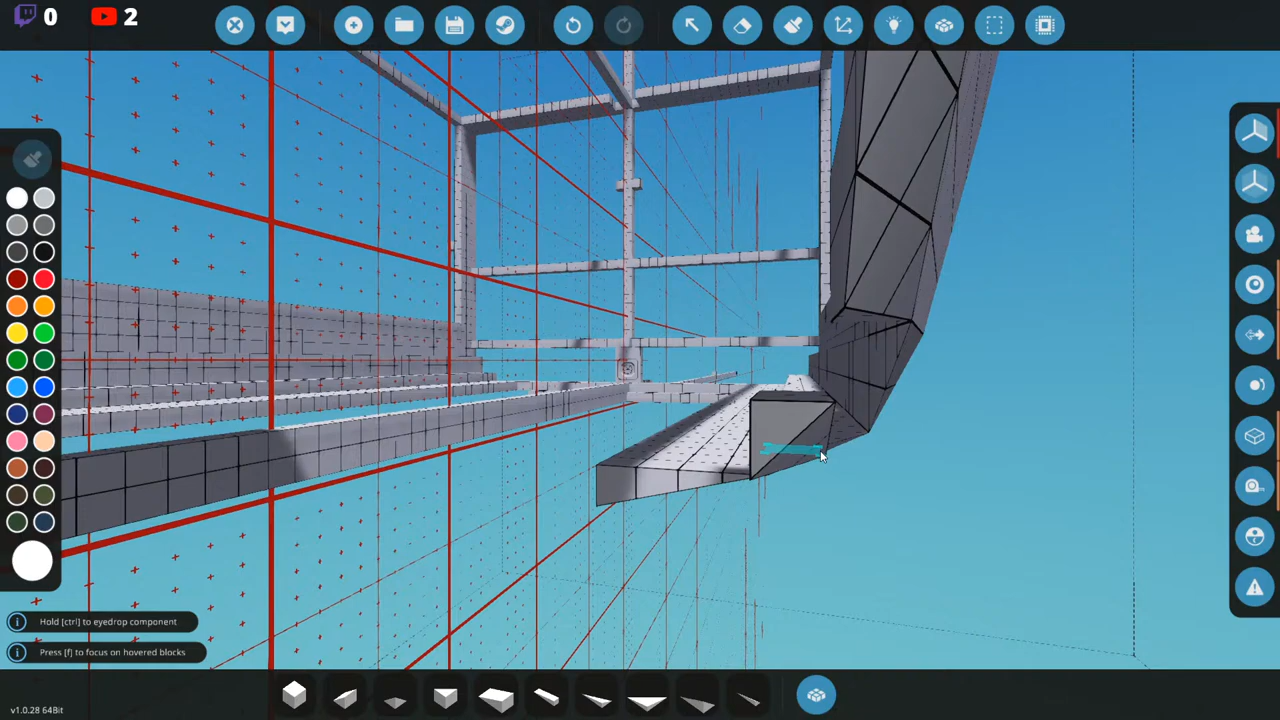 0
2
Hold [ctrl] to eyedrop component
Press [f] to focus on hovered blocks
v1.0.28 64Bit